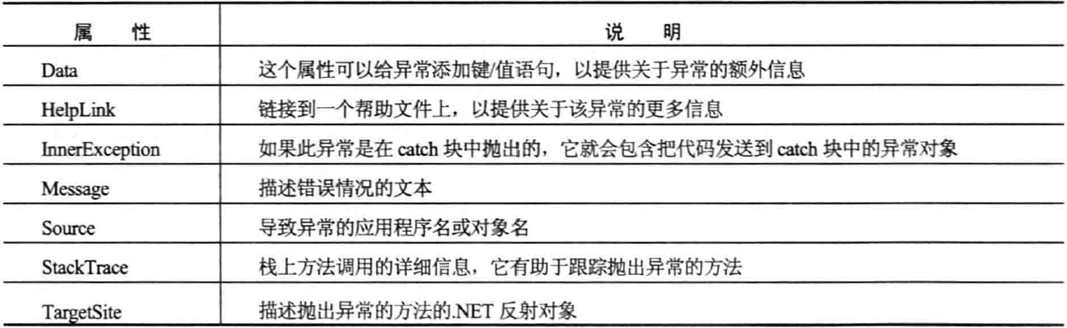 属 性 说 明
Data 这个属性可以给异常添加键/值语句，以提供关于异常的额外信息
HelpLink 链接到一个帮助文件上，以提供关于该异常的更多信息
InnerException 如果此异常是在 catch 块中抛出的，它就会包含把代码发送到 catch 块中的异常对象
Message 描述错误情况的文本
Source 导致异常的应用程序名或对象名
StackTrace 栈上方法调用的详细信息，它有助于跟踪抛出异常的方法
TargetSite 描述抛出异常的方法的.NET 反射对象